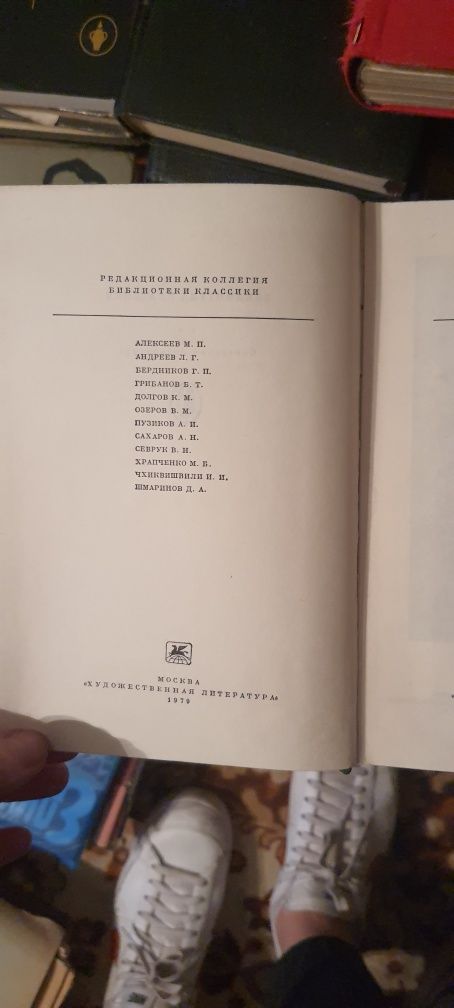 РЕДАКЦИОННАЯ КОЛЛЕГИЯ
БИБЛИОТЕКИ КЛАССИКИ
АЛЕКСЕЕВ М. П.
АНДРЕЕВ Л. Г.
БЕРДНИКОВ Г. П.
ГРИБАНОВ Б. Т.
ДОЛГОВ К. М.
ОЗЕРОВ В. М.
ПУЗИКОВ А. И.
САХАРОВ А. Н.
СЕВРУК В. Н.
ХРАПЧЕНКО М. Б.
ЧХИКВИШВИЛИ И. И.
ШМАРИНОВ Д. А.
МОСКВА
«ХУДОЖЕСТВЕННАЯ ЛИТЕРАТУРА»
1979